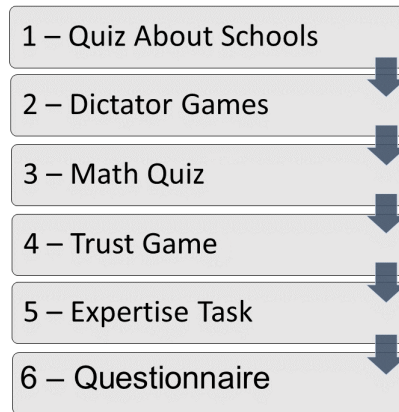 1 – Quiz About Schools
2 – Dictator Games
3 – Math Quiz
4 – Trust Game
5 – Expertise Task
6 – Questionnaire